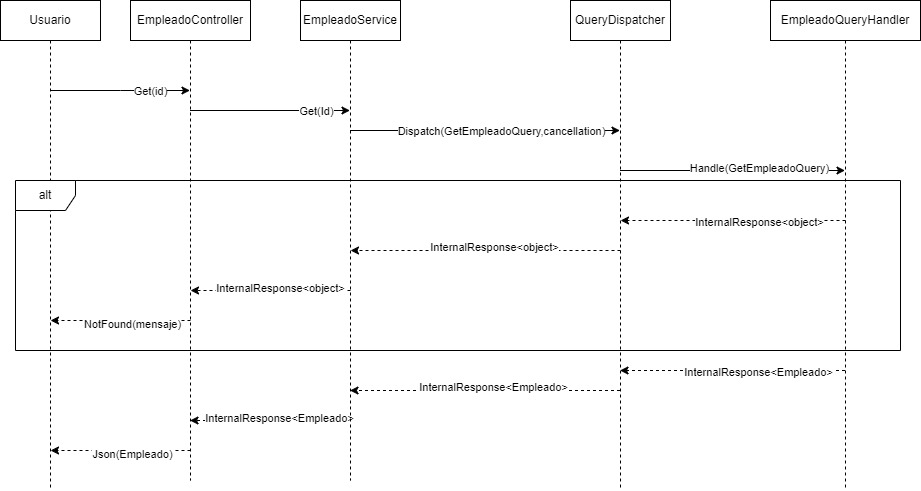 Usuario
EmpleadoController
EmpleadoService
QueryDispatcher
EmpleadoQueryHandler
Get(id)
Get(Id)
Dispatch(GetEmpleadoQuery,cancellation)
Handle(GetEmpleadoQuery)
alt
InternalResponse<object>
InternalResponse<object>
InternalResponse<object>
NotFound(mensaje)
InternalResponse<Empleado>
InternalResponse<Empleado>
InternalResponse<Empleado>
Json(Empleado)